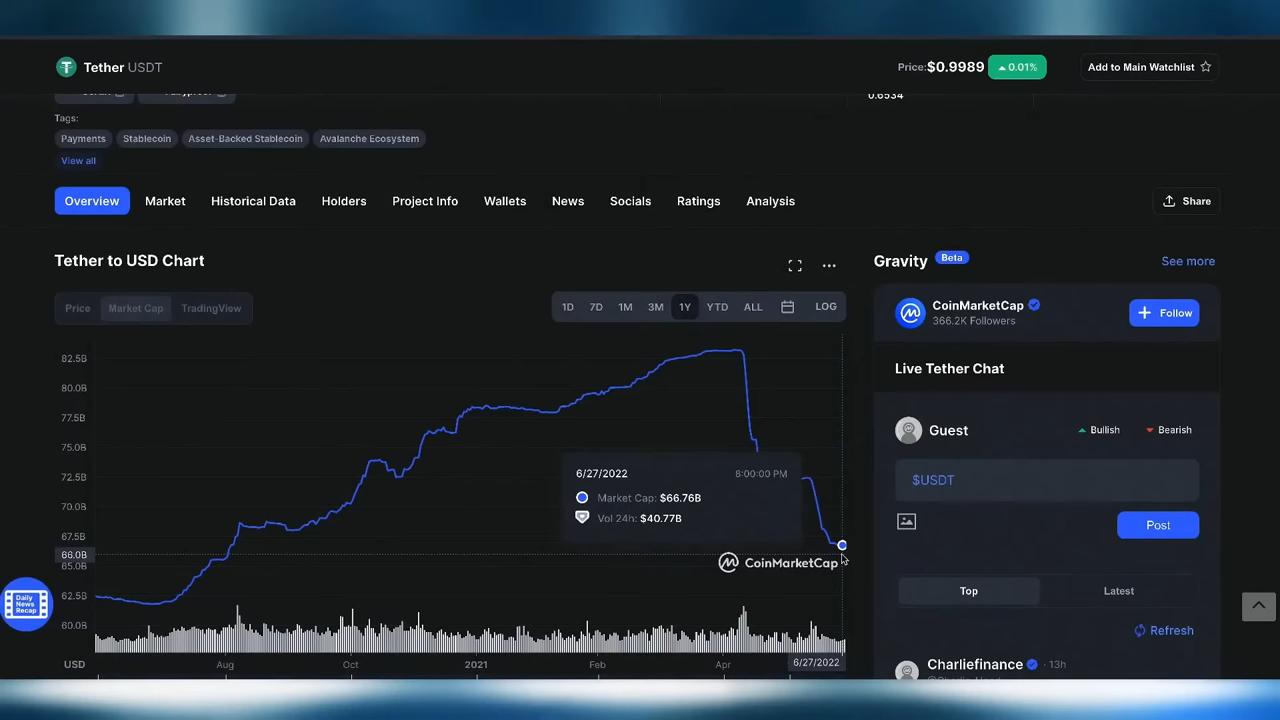 Tether USDT
Price:$0.9989
0.01%
Add to Main Watchlist
0.6534
Tags:
Payments
Stablecoin
Asset-Backed Stablecoin
Avalanche Ecosystem
View all
Overview
Market
Historical Data
Holders
Project Info
Wallets
News
Socials
Ratings
Analysis
Share
Tether to USD Chart
Price
Market Cap
TradingView
1D
7D
1M
3M
1Y
YTD
ALL
LOG
82.5B
80.0B
77.5B
75.0B
72.5B
70.0B
67.5B
66.0B
65.0B
62.5B
60.0B
6/27/2022
8:00:00 PM
Market Cap: $66.76B
Vol 24h: $40.77B
CoinMarketCap
USD
Aug
Oct
2021
Feb
Apr
6/27/2022
Daily
News
Recap
Gravity Beta
See more
CoinMarketCap
366.2K Followers
Follow
Live Tether Chat
Guest
Bullish
Bearish
$USDT
Post
Top
Latest
Refresh
Charliefinance · 13h